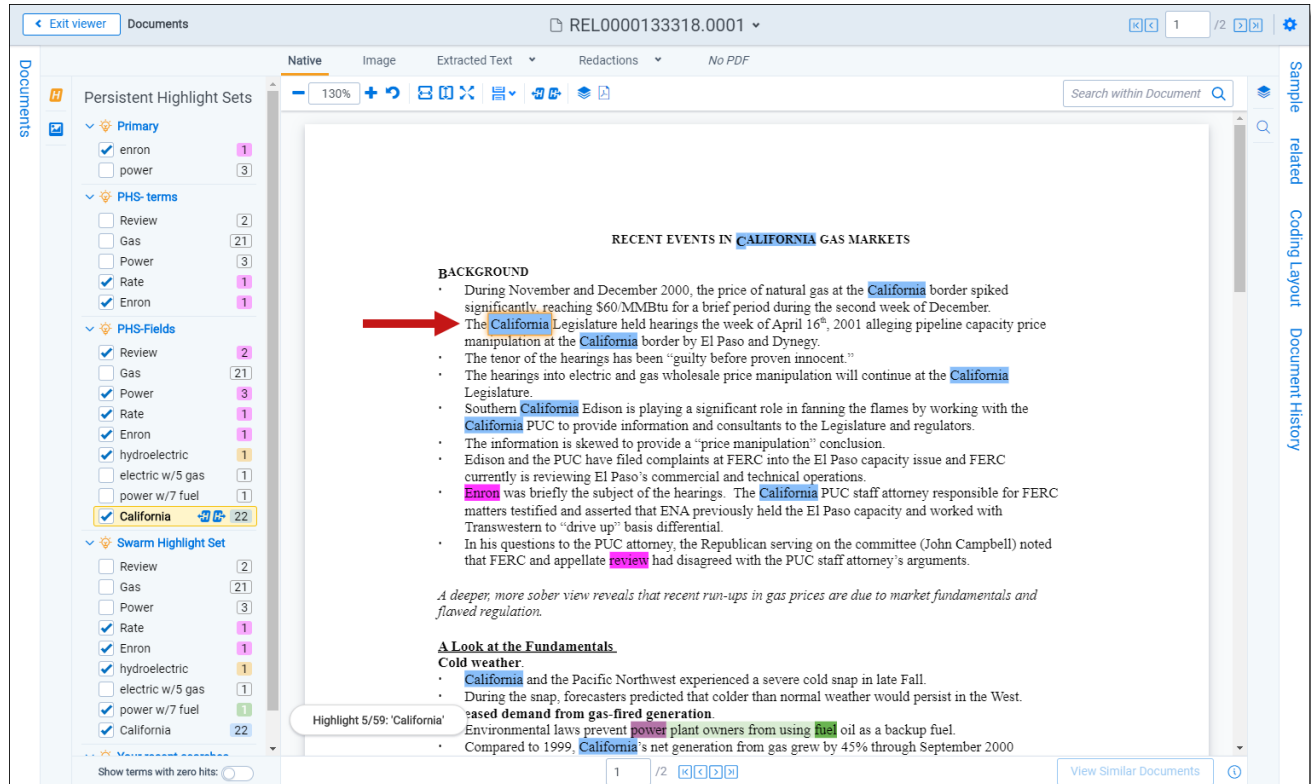 Exit viewer Documents REL0000133318.0001 1 /2
Native Image Extracted Text Redactions No PDF
Documents
Persistent Highlight Sets
Primary
enron 1
power 3
PHS- terms
Review 2
Gas 21
Power 3
Rate 1
Enron 1
PHS-Fields
Review 2
Gas 21
Power 3
Rate 1
Enron 1
hydroelectric 1
electric w/5 gas 1
power w/7 fuel 1
California 22
Swarm Highlight Set
Review 2
Gas 21
Power 3
Rate 1
Enron 1
hydroelectric 1
electric w/5 gas 1
power w/7 fuel 1
California 22
Show terms with zero hits:
130% Search within Document
RECENT EVENTS IN CALIFORNIA GAS MARKETS
BACKGROUND
· During November and December 2000, the price of natural gas at the California border spiked
significantly, reaching $60/MMBtu for a brief period during the second week of December.
· The California Legislature held hearings the week of April 16th, 2001 alleging pipeline capacity price
manipulation at the California border by El Paso and Dynegy.
· The tenor of the hearings has been “guilty before proven innocent.”
· The hearings into electric and gas wholesale price manipulation will continue at the California
Legislature.
· Southern California Edison is playing a significant role in fanning the flames by working with the
California PUC to provide information and consultants to the Legislature and regulators.
· The information is skewed to provide a “price manipulation” conclusion.
· Edison and the PUC have filed complaints at FERC into the El Paso capacity issue and FERC
currently is reviewing El Paso’s commercial and technical operations.
· Enron was briefly the subject of the hearings. The California PUC staff attorney responsible for FERC
matters testified and asserted that ENA previously held the El Paso capacity and worked with
Transwestern to “drive up” basis differential.
· In his questions to the PUC attorney, the Republican serving on the committee (John Campbell) noted
that FERC and appellate review had disagreed with the PUC staff attorney’s arguments.
A deeper, more sober view reveals that recent run-ups in gas prices are due to market fundamentals and
flawed regulation.
A Look at the Fundamentals
Cold weather.
· California and the Pacific Northwest experienced a severe cold snap in late Fall.
· During the snap, forecasters predicted that colder than normal weather would persist in the West.
eased demand from gas-fired generation.
Environmental laws prevent power plant owners from using fuel oil as a backup fuel.
· Compared to 1999, California’s net generation from gas grew by 45% through September 2000
Highlight 5/59: 'California'
1 /2 View Similar Documents
Sample
related
Coding Layout
Document History